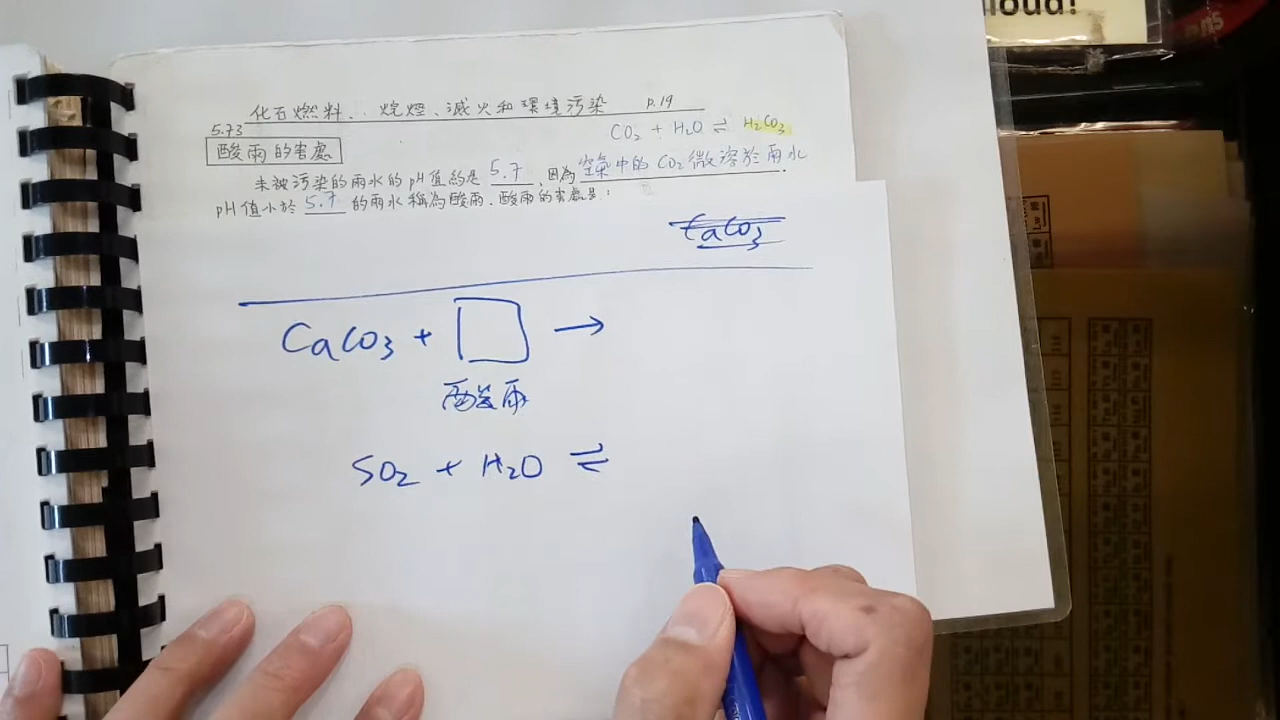 loud!
化石燃料、烷烴、滅火和環境污染 p.19
5.73
CO₂ + H₂O ⇌ H₂CO₃
酸雨的害處
未被污染的雨水的pH值約是 5.7 ，因為空氣中的CO₂微溶於雨水.
pH值小於 5.7 的雨水稱為酸雨. 酸雨的害處是:
CaCO₃
CaCO₃ + □ →
酸雨
SO₂ + H₂O ⇌